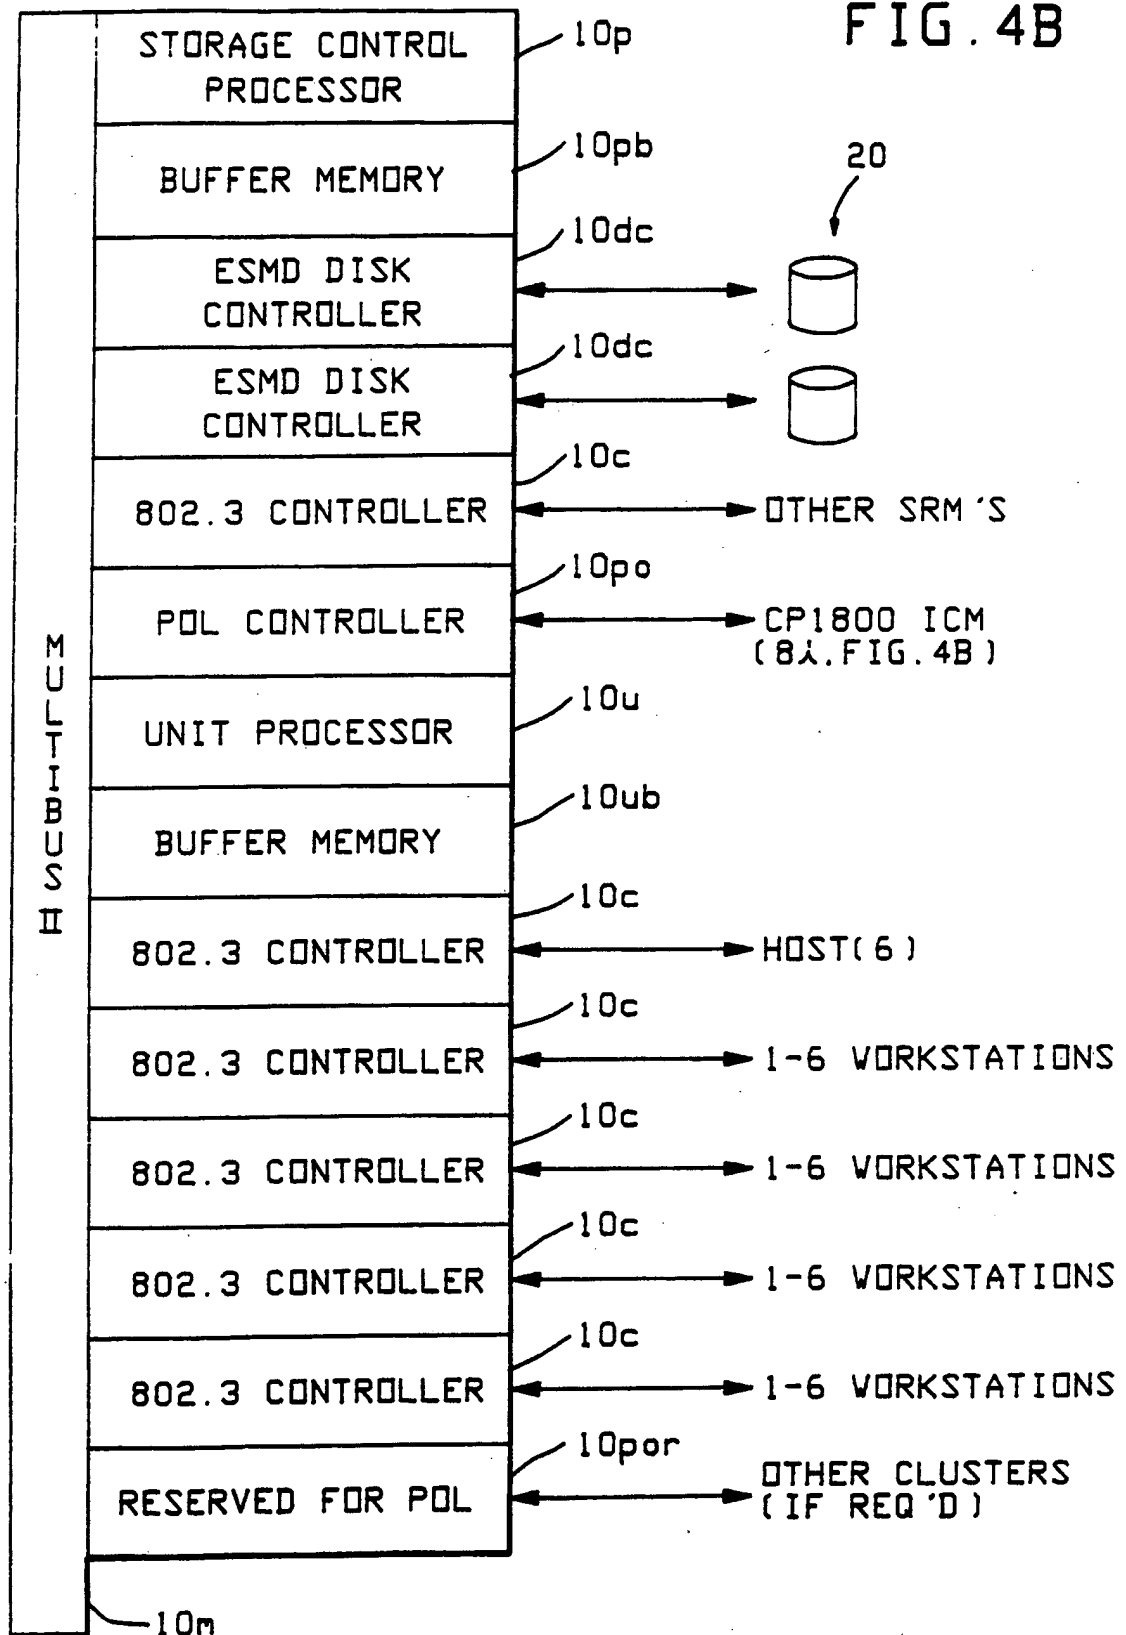 FIG. 4B
STORAGE CONTROL
PROCESSOR
10p
BUFFER MEMORY
10pb
20
ESMD DISK
CONTROLLER
10dc
ESMD DISK
CONTROLLER
10dc
802.3 CONTROLLER
10c
OTHER SRM'S
POL CONTROLLER
10po
CP1800 ICM
(8i.FIG.4B)
UNIT PROCESSOR
10u
BUFFER MEMORY
10ub
802.3 CONTROLLER
10c
HOST(6)
802.3 CONTROLLER
10c
1-6 WORKSTATIONS
802.3 CONTROLLER
10c
1-6 WORKSTATIONS
802.3 CONTROLLER
10c
1-6 WORKSTATIONS
802.3 CONTROLLER
10c
1-6 WORKSTATIONS
RESERVED FOR POL
10por
OTHER CLUSTERS
(IF REQ'D)
MULTIBUS II
10m